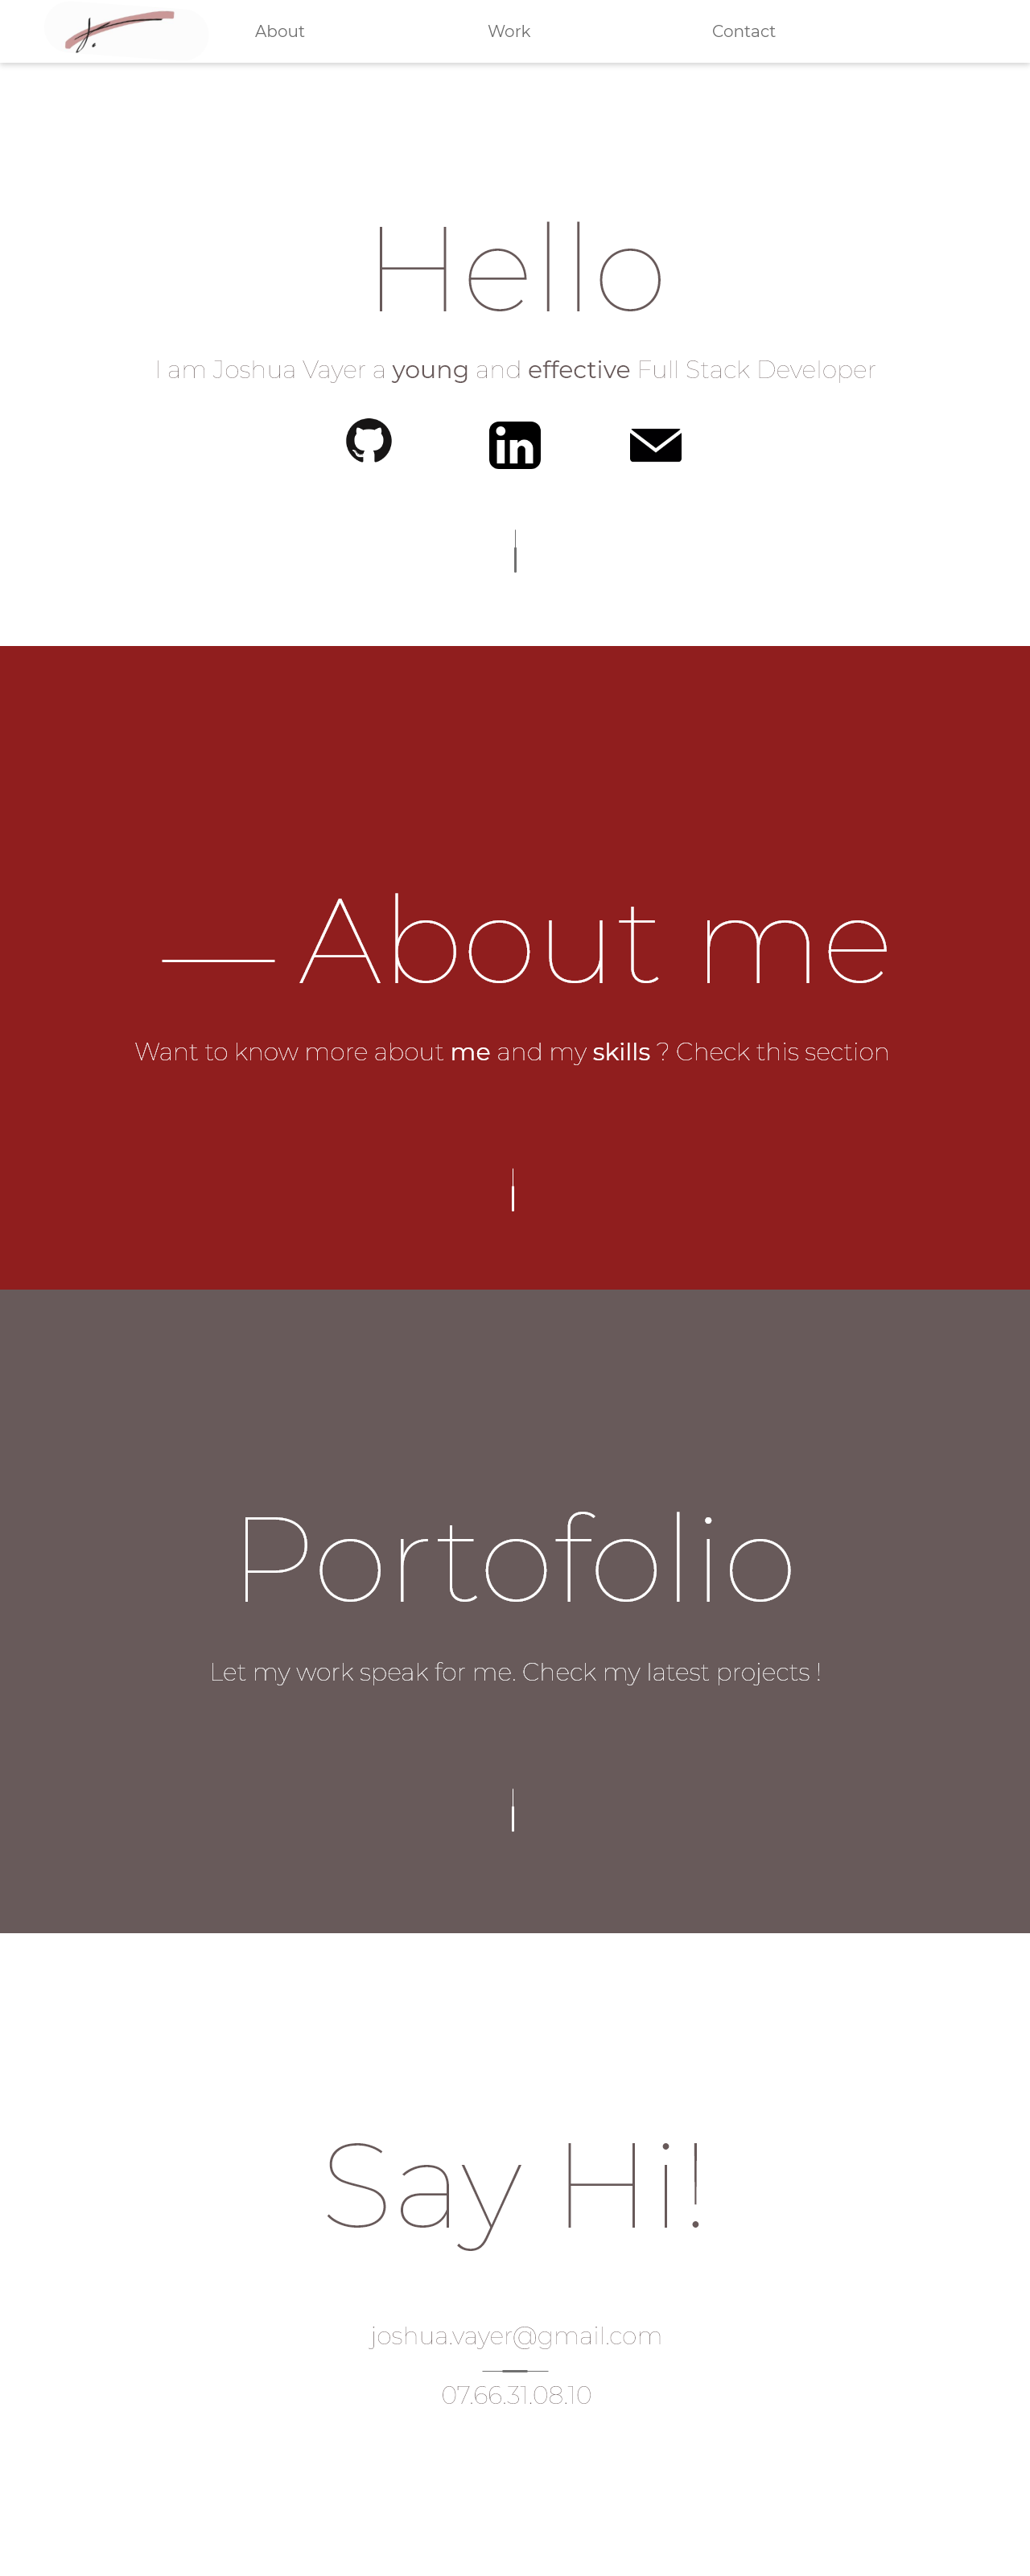 About Work Contact
Hello
I am Joshua Vayer a young and effective Full Stack Developer
in
About me
Want to know more about me and my skills ? Check this section
Portofolio
Let my work speak for me. Check my latest projects !
Say Hi!
joshua.vayer@gmail.com
07.66.31.08.10